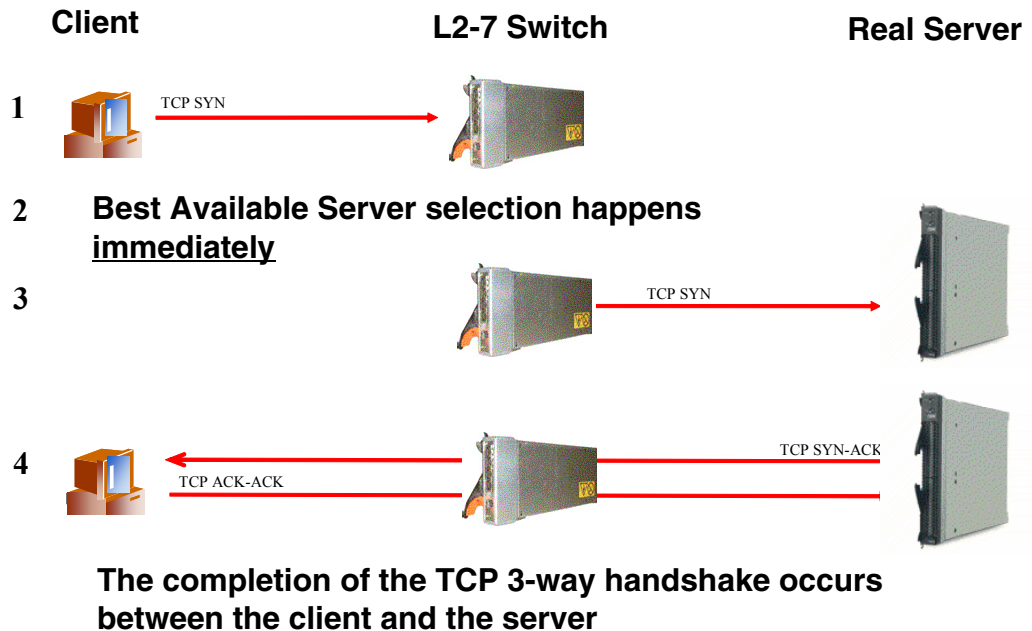 Client
L2-7 Switch
Real Server
1
TCP SYN
2
Best Available Server selection happens
immediately
3
TCP SYN
4
TCP SYN-ACK
TCP ACK-ACK
The completion of the TCP 3-way handshake occurs
between the client and the server